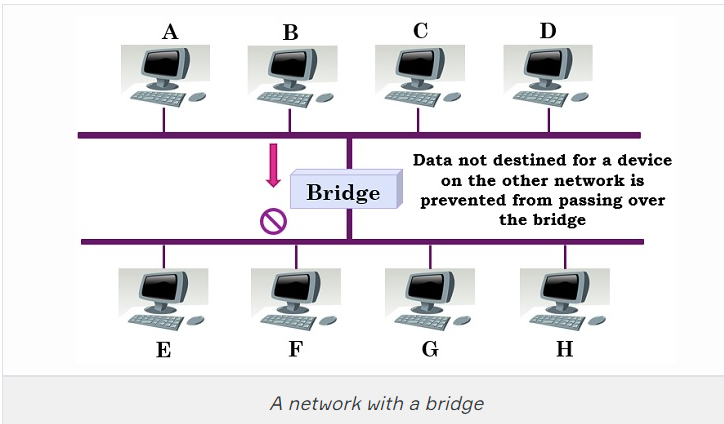 A B C D
Bridge
Data not destined for a device
on the other network is
prevented from passing over
the bridge
E F G H
A network with a bridge